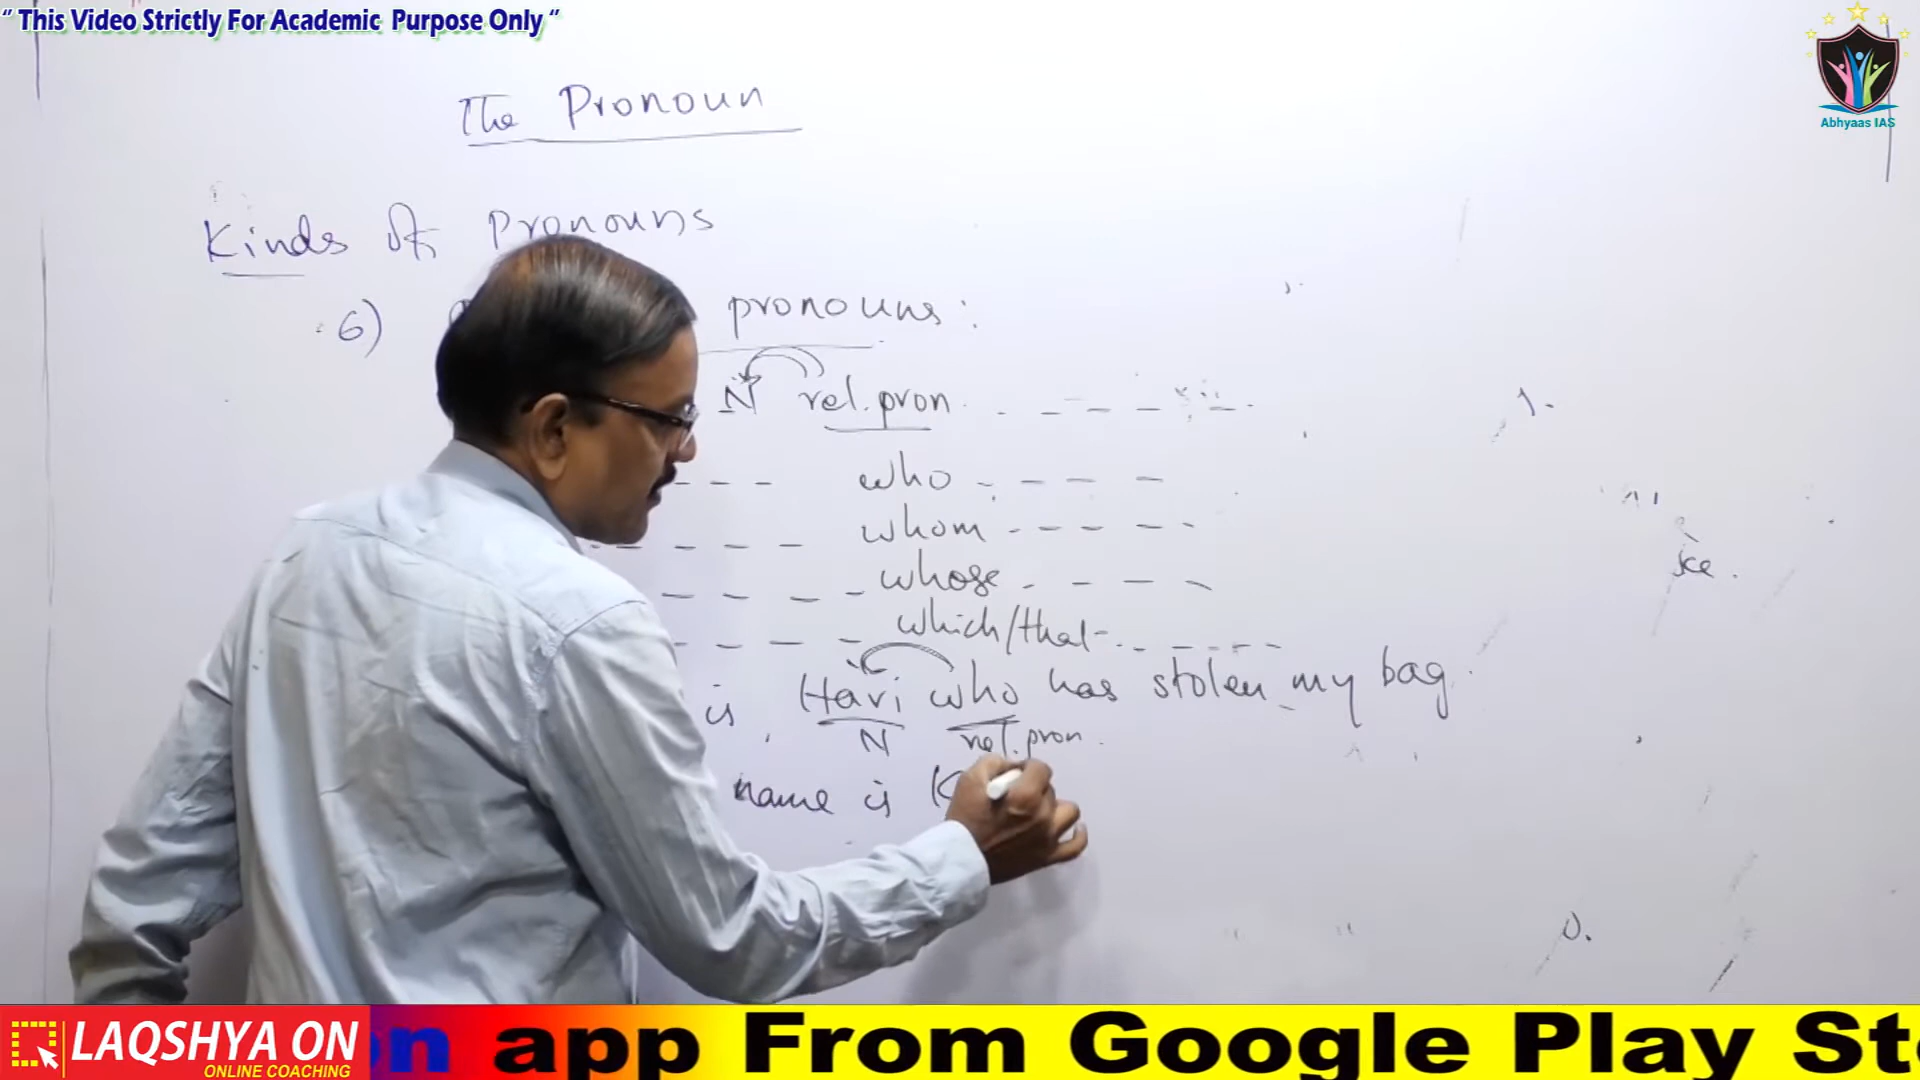 “ This Video Strictly For Academic Purpose Only “
Abhyaas IAS
The Pronoun
Kinds Of Pronouns
6) pronouns:
N rel.pron. - - - - -
- - - who - - - -
- - - - - whom - - - - -
- - - - whose - - - -
- - - - which/that - - - - -
ice.
is Hari who has stolen my bag.
N rel.pron.
name is K
LAQSHYA ON
ONLINE COACHING
on app From Google Play St